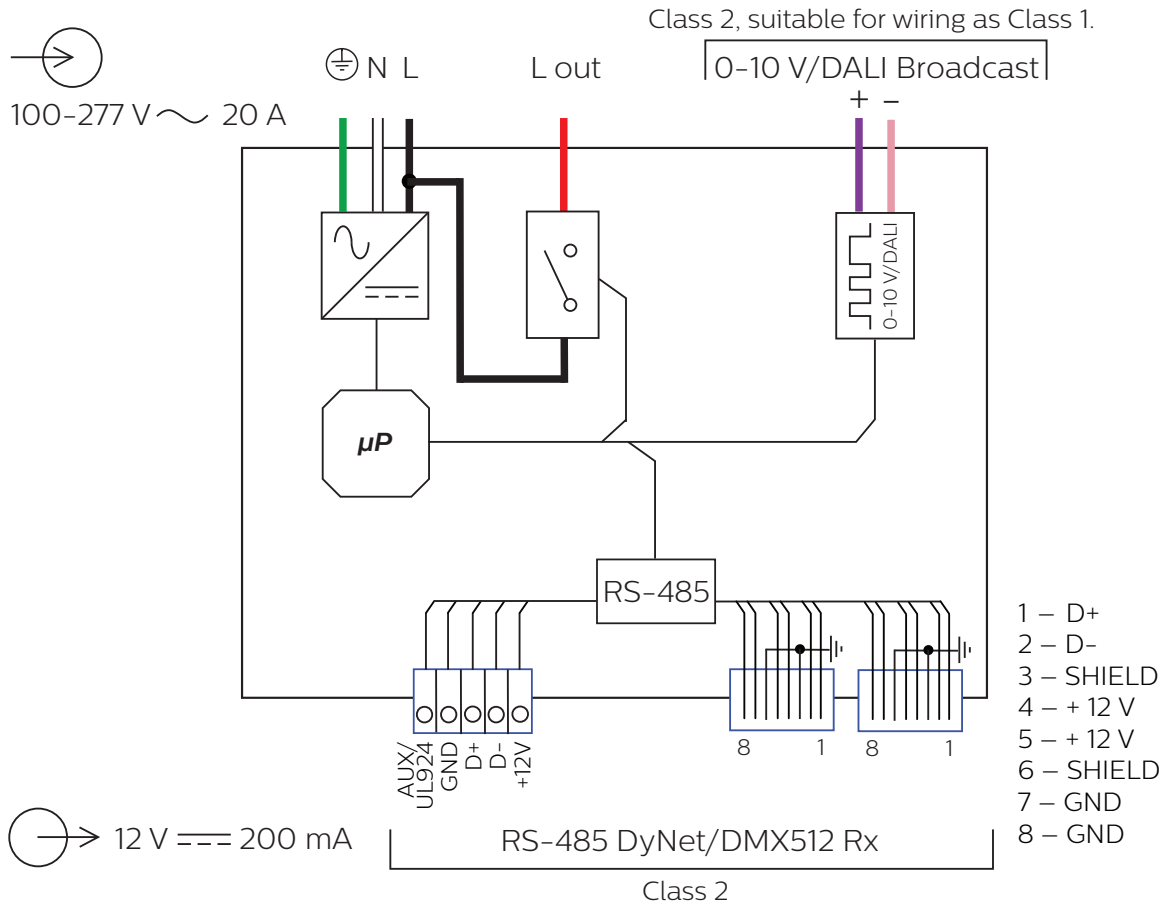 Class 2, suitable for wiring as Class 1.
N L
L out
0-10 V/DALI Broadcast
+ −
100-277 V 20 A
0-10 V/DALI
µP
RS-485
1 – D+
2 – D-
3 – SHIELD
4 – + 12 V
5 – + 12 V
6 – SHIELD
7 – GND
8 – GND
8 1
8 1
AUX/
UL924
GND
D+
D-
+12V
12 V 200 mA
RS-485 DyNet/DMX512 Rx
Class 2